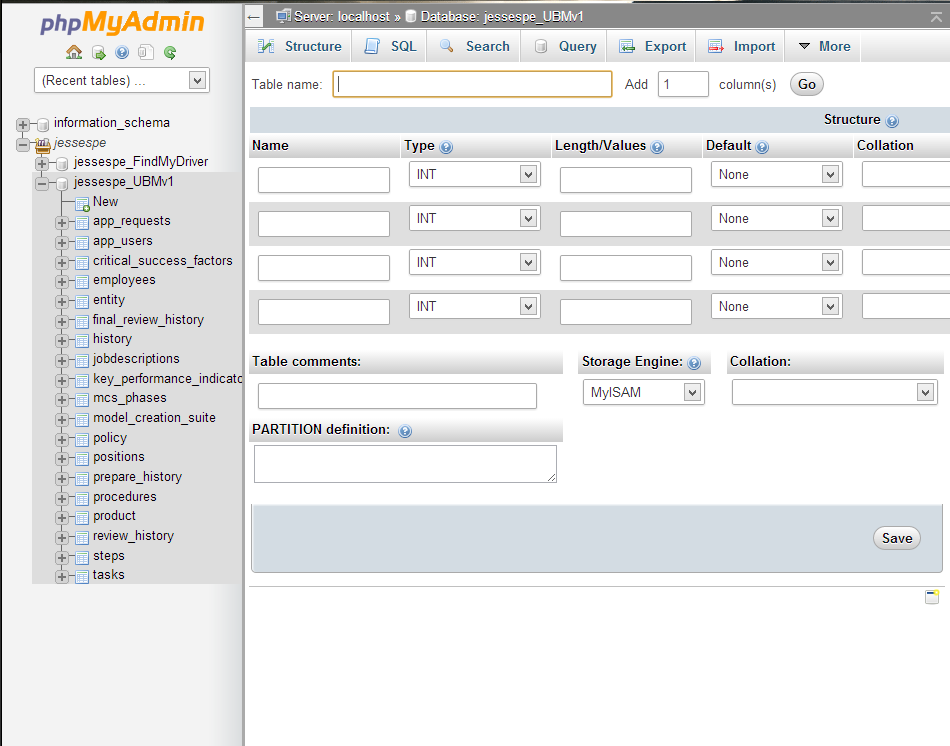 phpMyAdmin
(Recent tables) ...
information_schema
jessespe
jessespe_FindMyDriver
jessespe_UBMv1
New
app_requests
app_users
critical_success_factors
employees
entity
final_review_history
history
jobdescriptions
key_performance_indicato
mcs_phases
model_creation_suite
policy
positions
prepare_history
procedures
product
review_history
steps
tasks
Server: localhost » Database: jessespe_UBMv1
Structure SQL Search Query Export Import More
Table name: Add 1 column(s) Go
Structure
Name Type Length/Values Default Collation
INT None
INT None
INT None
INT None
Table comments: Storage Engine: Collation:
MyISAM
PARTITION definition:
Save